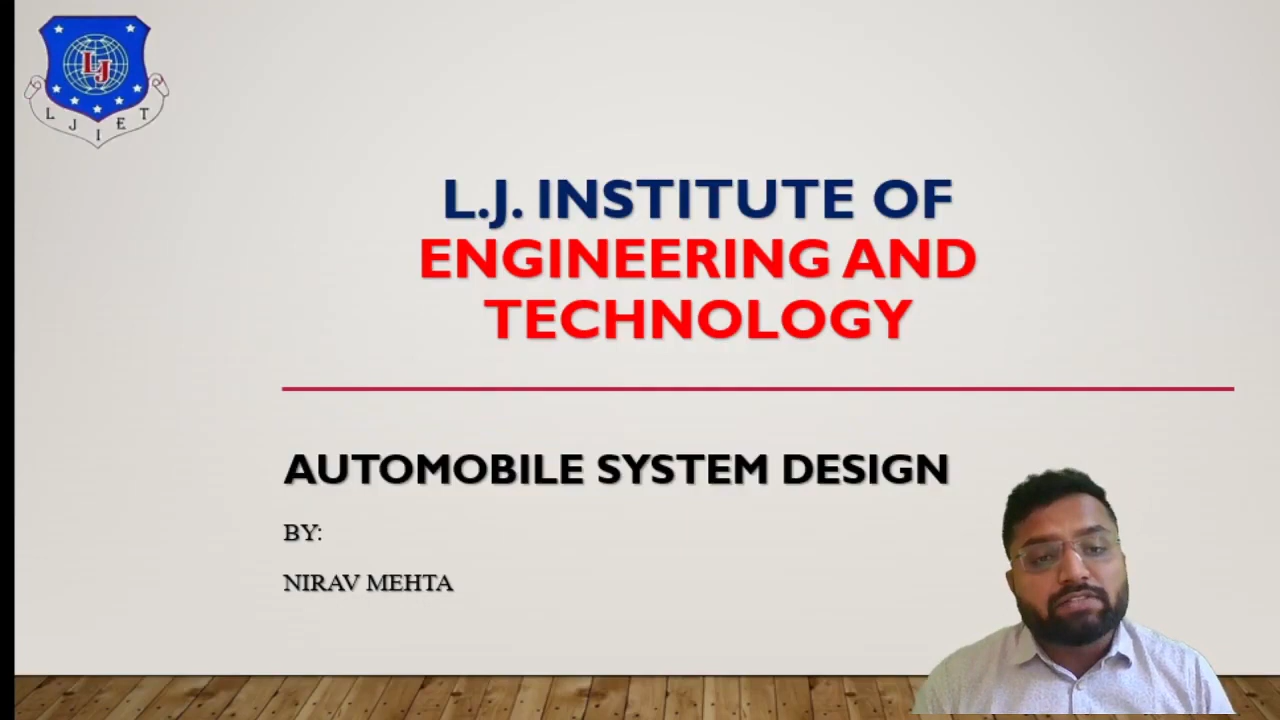 LJ
L J I E T
L.J. INSTITUTE OF
ENGINEERING AND
TECHNOLOGY
AUTOMOBILE SYSTEM DESIGN
BY:
NIRAV MEHTA